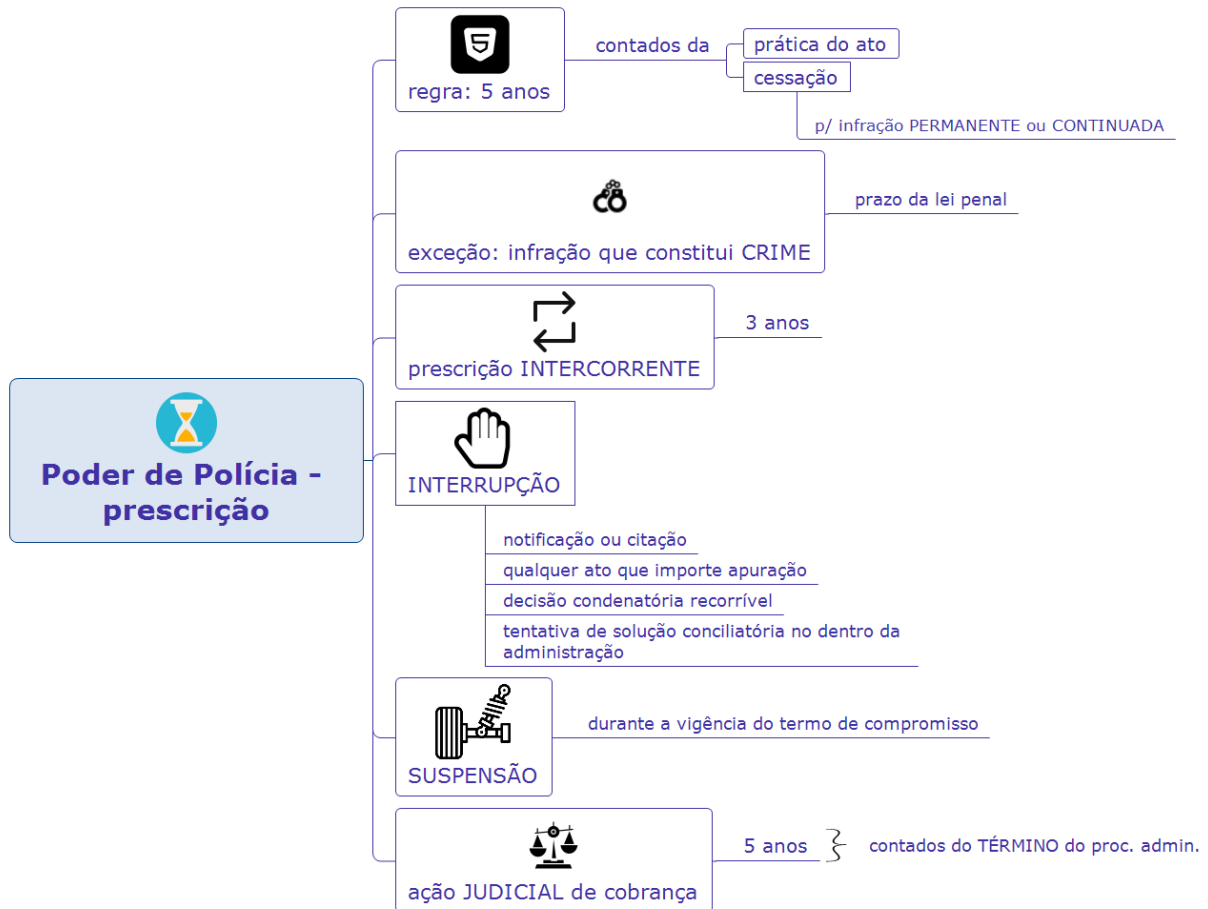 Poder de Polícia -
prescrição
5
regra: 5 anos
contados da
prática do ato
cessação
p/ infração PERMANENTE ou CONTINUADA
exceção: infração que constitui CRIME
prazo da lei penal
prescrição INTERCORRENTE
3 anos
INTERRUPÇÃO
notificação ou citação
qualquer ato que importe apuração
decisão condenatória recorrível
tentativa de solução conciliatória no dentro da
administração
SUSPENSÃO
durante a vigência do termo de compromisso
ação JUDICIAL de cobrança
5 anos
contados do TÉRMINO do proc. admin.